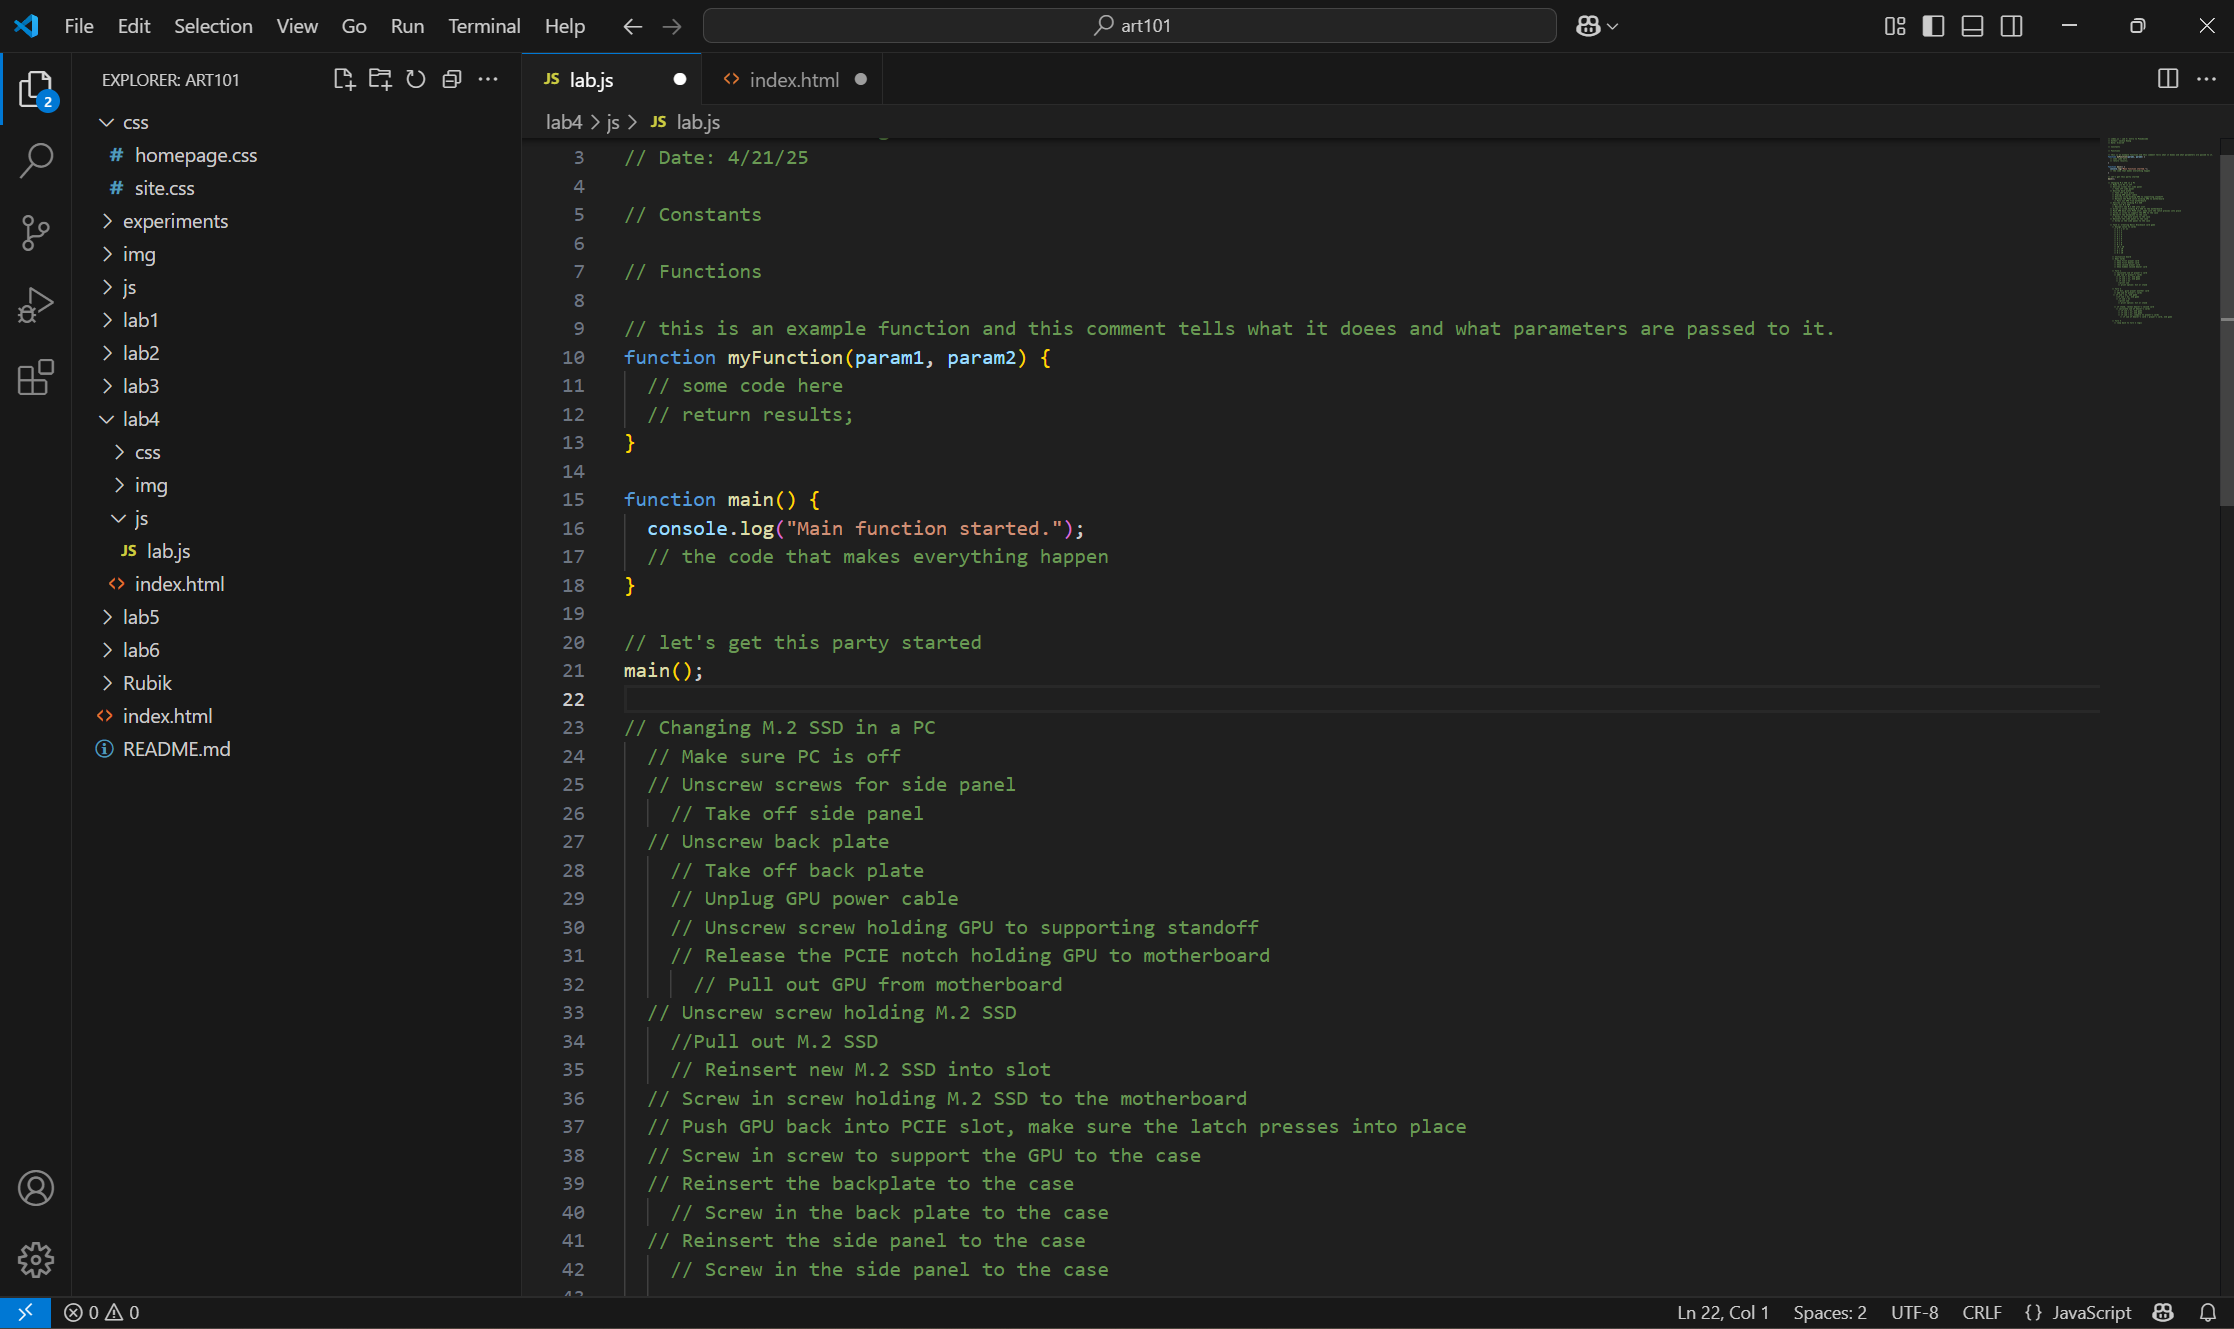 File Edit Selection View Go Run Terminal Help
art101
EXPLORER: ART101
2
css
# homepage.css
# site.css
experiments
img
js
lab1
lab2
lab3
lab4
css
img
js
JS lab.js
<> index.html
lab5
lab6
Rubik
<> index.html
README.md
JS lab.js
<> index.html
lab4 > js > JS lab.js
3 // Date: 4/21/25
4
5 // Constants
6
7 // Functions
8
9 // this is an example function and this comment tells what it doees and what parameters are passed to it.
10 function myFunction(param1, param2) {
11 // some code here
12 // return results;
13 }
14
15 function main() {
16 console.log("Main function started.");
17 // the code that makes everything happen
18 }
19
20 // let's get this party started
21 main();
22
23 // Changing M.2 SSD in a PC
24 // Make sure PC is off
25 // Unscrew screws for side panel
26 // Take off side panel
27 // Unscrew back plate
28 // Take off back plate
29 // Unplug GPU power cable
30 // Unscrew screw holding GPU to supporting standoff
31 // Release the PCIE notch holding GPU to motherboard
32 // Pull out GPU from motherboard
33 // Unscrew screw holding M.2 SSD
34 //Pull out M.2 SSD
35 // Reinsert new M.2 SSD into slot
36 // Screw in screw holding M.2 SSD to the motherboard
37 // Push GPU back into PCIE slot, make sure the latch presses into place
38 // Screw in screw to support the GPU to the case
39 // Reinsert the backplate to the case
40 // Screw in the back plate to the case
41 // Reinsert the side panel to the case
42 // Screw in the side panel to the case
0 0
Ln 22, Col 1 Spaces: 2 UTF-8 CRLF {} JavaScript